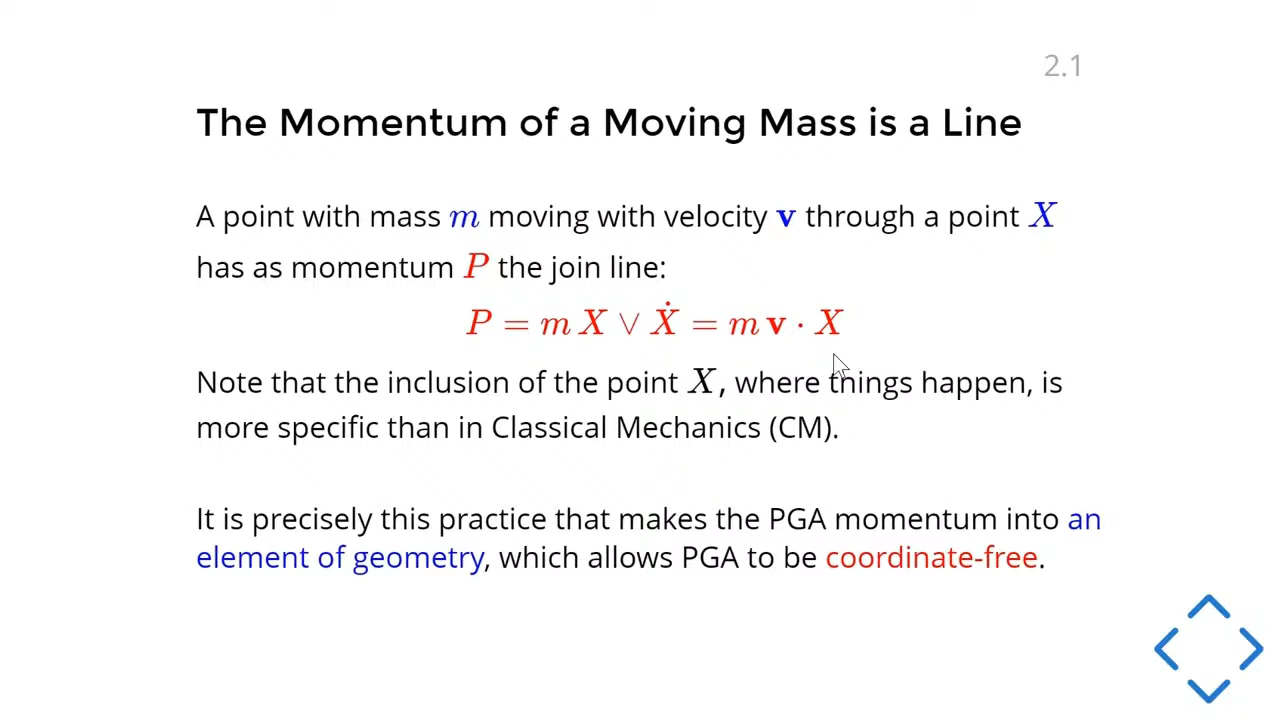 2.1
The Momentum of a Moving Mass is a Line
A point with mass m moving with velocity v through a point X
has as momentum P the join line:
P = m X ∨ Ẋ = m v · X
Note that the inclusion of the point X, where things happen, is
more specific than in Classical Mechanics (CM).
It is precisely this practice that makes the PGA momentum into an
element of geometry, which allows PGA to be coordinate-free.